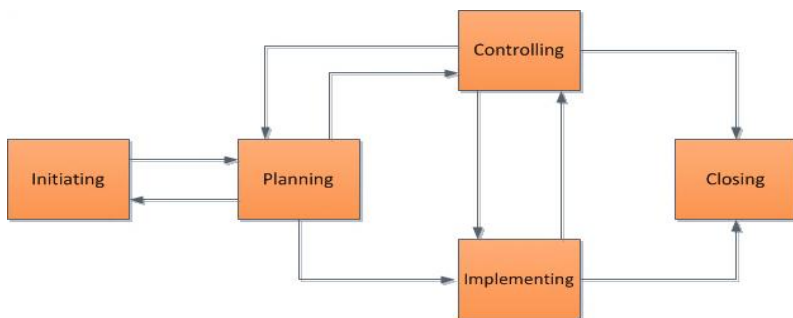 Controlling
Initiating
Planning
Closing
Implementing